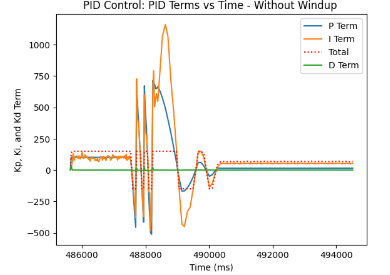 PID Control: PID Terms vs Time - Without Windup
P Term
I Term
Total
D Term
Kp, Ki, and Kd Term
1000
750
500
250
0
−250
−500
486000 488000 490000 492000 494000
Time (ms)